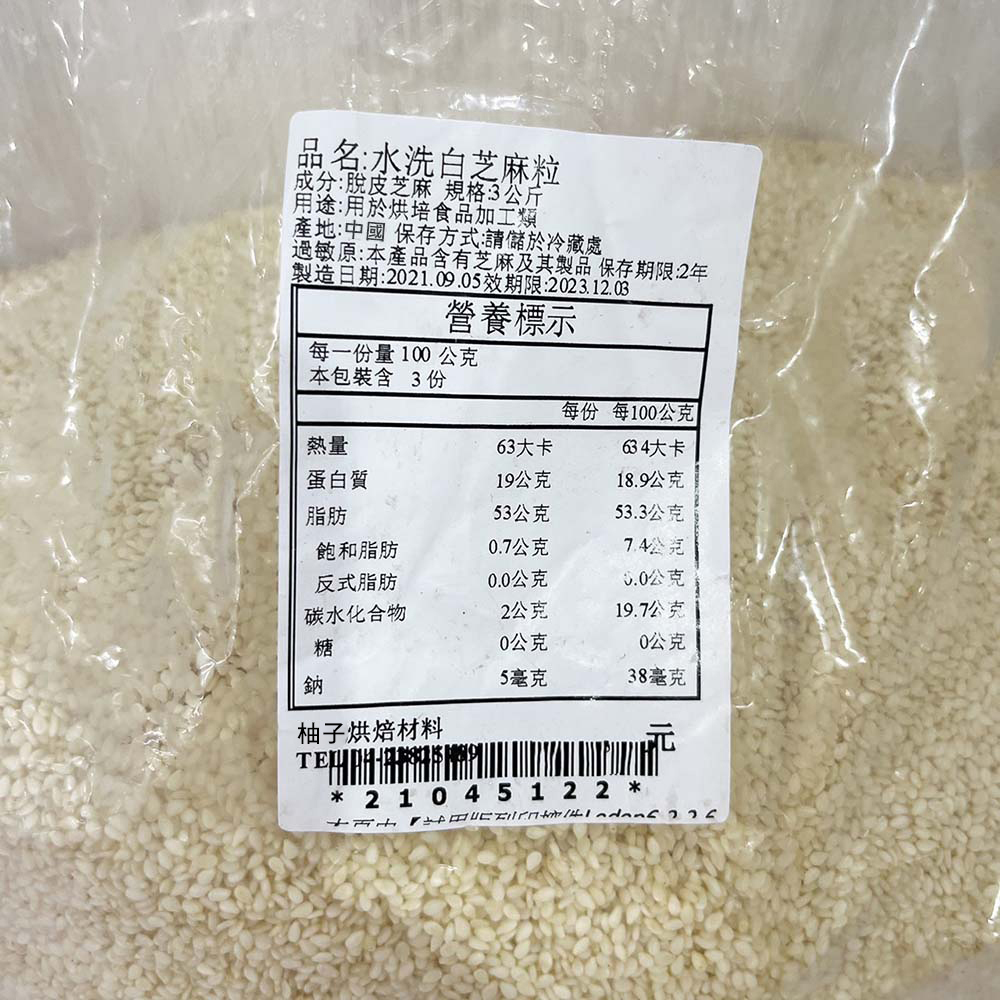 品名:水洗白芝麻粒
成分:脫皮芝麻 規格:3公斤
用途:用於烘培食品加工類
產地:中國 保存方式:請儲於冷藏處
過敏原:本產品含有芝麻及其製品 保存期限:2年
製造日期:2021.09.05效期限:2023.12.03
營養標示
每一份量 100 公克
本包裝含 3 份
每份 每100公克
熱量 63大卡 634大卡
蛋白質 19公克 18.9公克
脂肪 53公克 53.3公克
飽和脂肪 0.7公克 7.4公克
反式脂肪 0.0公克 0.0公克
碳水化合物 2公克 19.7公克
糖 0公克 0公克
鈉 5毫克 38毫克
柚子烘焙材料 元
TEL
*21045122*